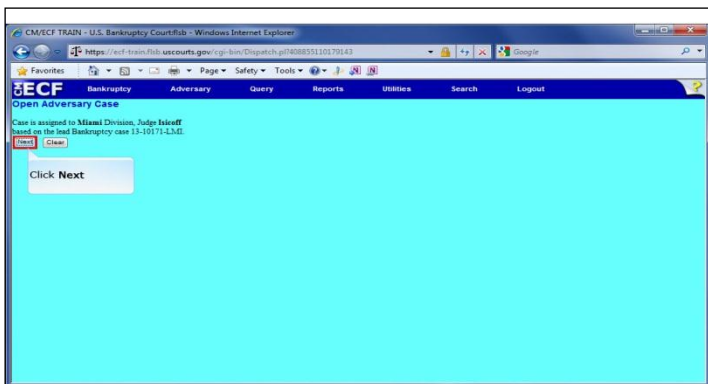 CM/ECF TRAIN - U.S. Bankruptcy Court:flsb - Windows Internet Explorer
https://ecf-train.flsb.uscourts.gov/cgi-bin/Dispatch.pl?408855110179143
Google
Favorites Page Safety Tools
ECF Bankruptcy Adversary Query Reports Utilities Search Logout
Open Adversary Case
Case is assigned to Miami Division, Judge Isicoff
based on the lead Bankruptcy case 13-10171-LMI.
Next Clear
Click Next